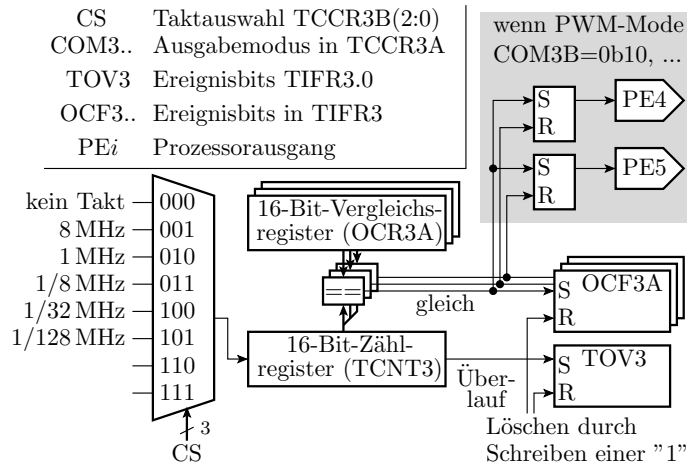 CS Taktauswahl TCCR3B(2:0)
COM3.. Ausgabemodus in TCCR3A
TOV3 Ereignisbits TIFR3.0
OCF3.. Ereignisbits in TIFR3
PEi Prozessorausgang
wenn PWM-Mode
COM3B=0b10, ...
S
R
PE4
S
R
PE5
kein Takt 000
8 MHz 001
1 MHz 010
1/8 MHz 011
1/32 MHz 100
1/128 MHz 101
110
111
3
CS
16-Bit-Vergleichs-
register (OCR3A)
==
gleich
16-Bit-Zähl-
register (TCNT3)
Über-
lauf
OCF3A
S
R
TOV3
S
R
Löschen durch
Schreiben einer "1"